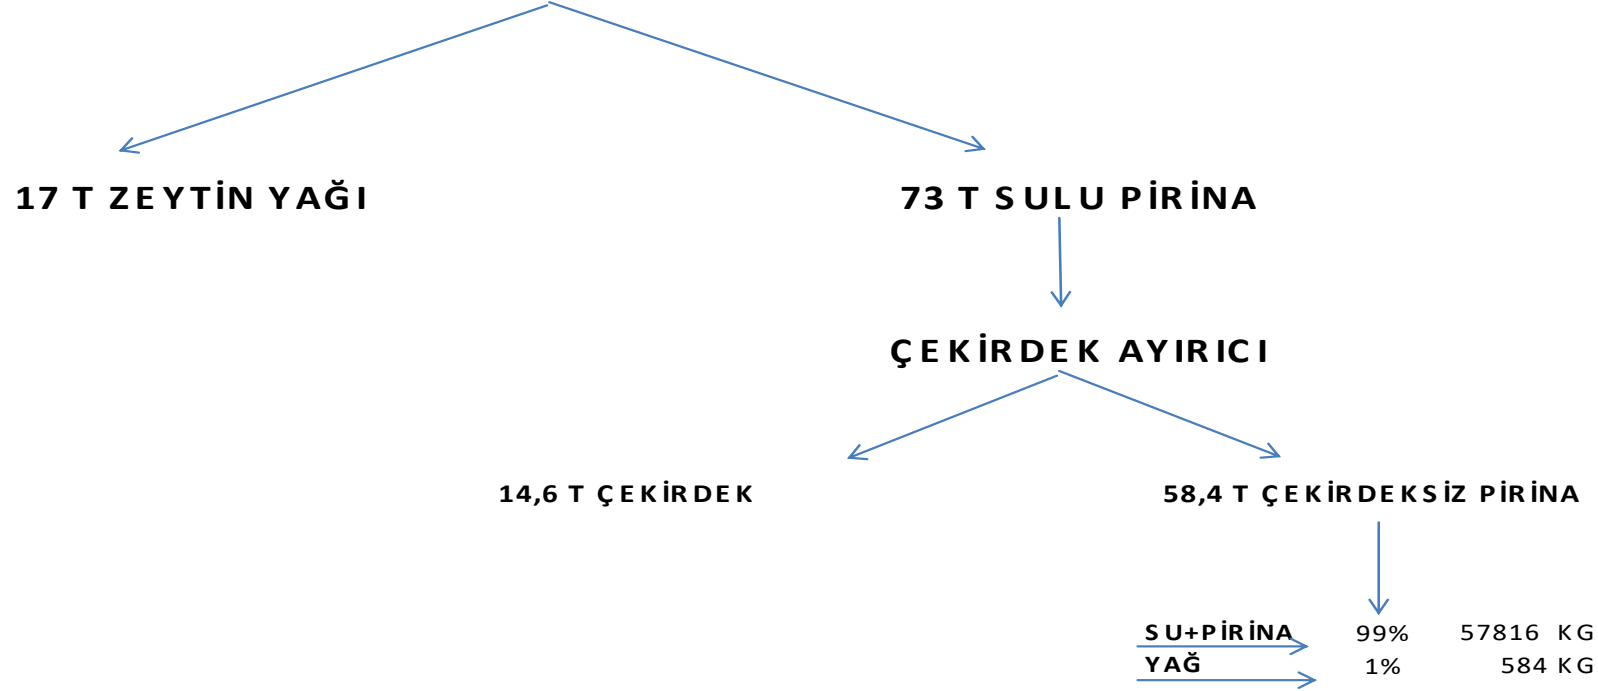 17 T ZEYTİN YAĞI
73 T SULU PİRİNA
ÇEKİRDEK AYIRICI
14,6 T ÇEKİRDEK
58,4 T ÇEKİRDEKSİZ PİRİNA
SU+PİRİNA 99% 57816 KG
YAĞ 1% 584 KG